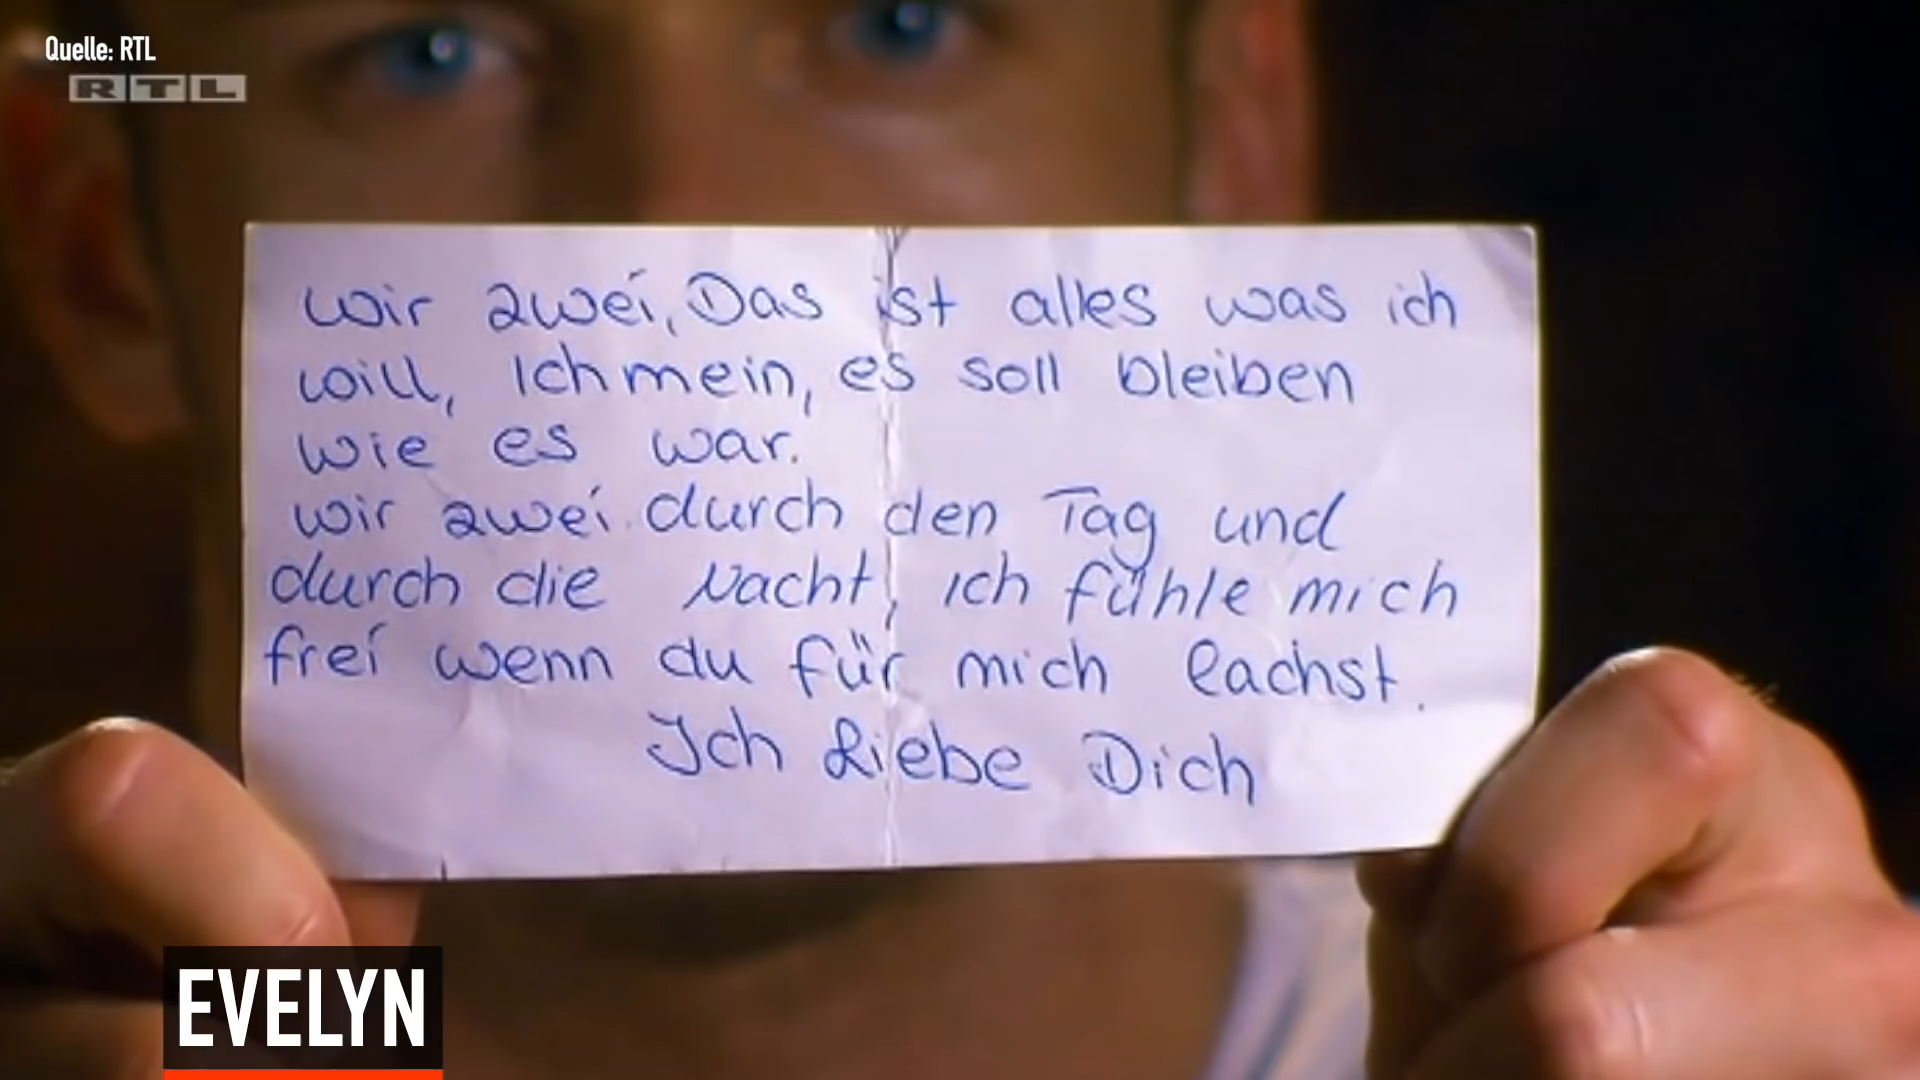 Quelle: RTL
RTL
wir zwei, Das ist alles was ich
will, Ich mein, es soll bleiben
wie es war.
wir zwei durch den Tag und
durch die Nacht, ich fühle mich
frei wenn du für mich lachst.
Ich Liebe Dich
EVELYN